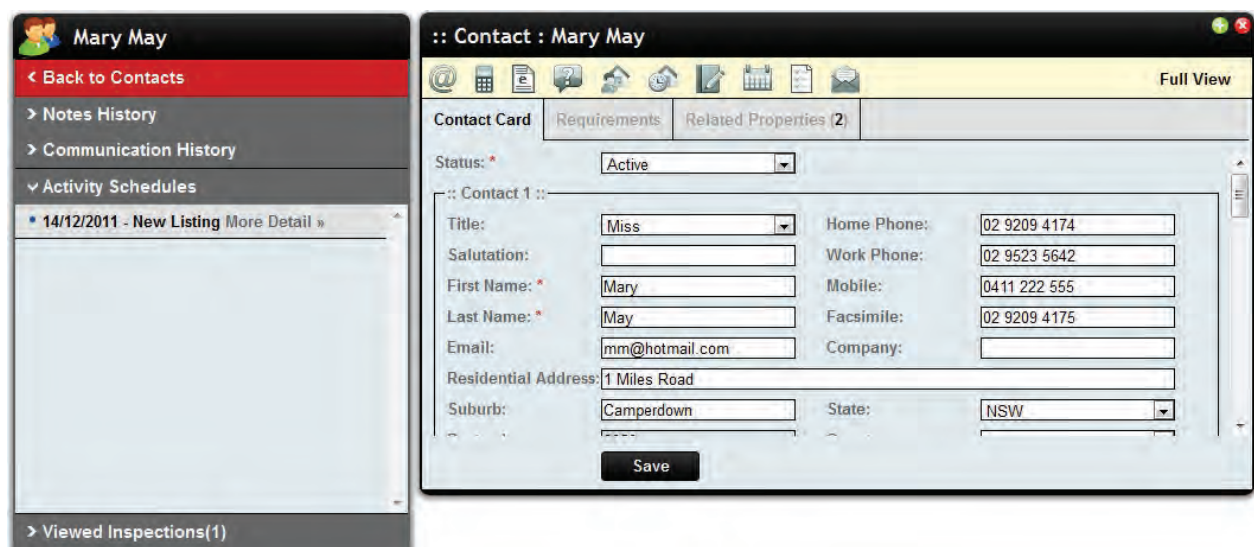 Mary May
< Back to Contacts
> Notes History
> Communication History
Activity Schedules
• 14/12/2011 - New Listing More Detail »
> Viewed Inspections(1)
:: Contact : Mary May
Full View
Contact Card Requirements Related Properties (2)
Status: * Active
:: Contact 1 ::
Title: Miss Home Phone: 02 9209 4174
Salutation: Work Phone: 02 9523 5642
First Name: * Mary Mobile: 0411 222 555
Last Name: * May Facsimile: 02 9209 4175
Email: mm@hotmail.com Company:
Residential Address: 1 Miles Road
Suburb: Camperdown State: NSW
Save